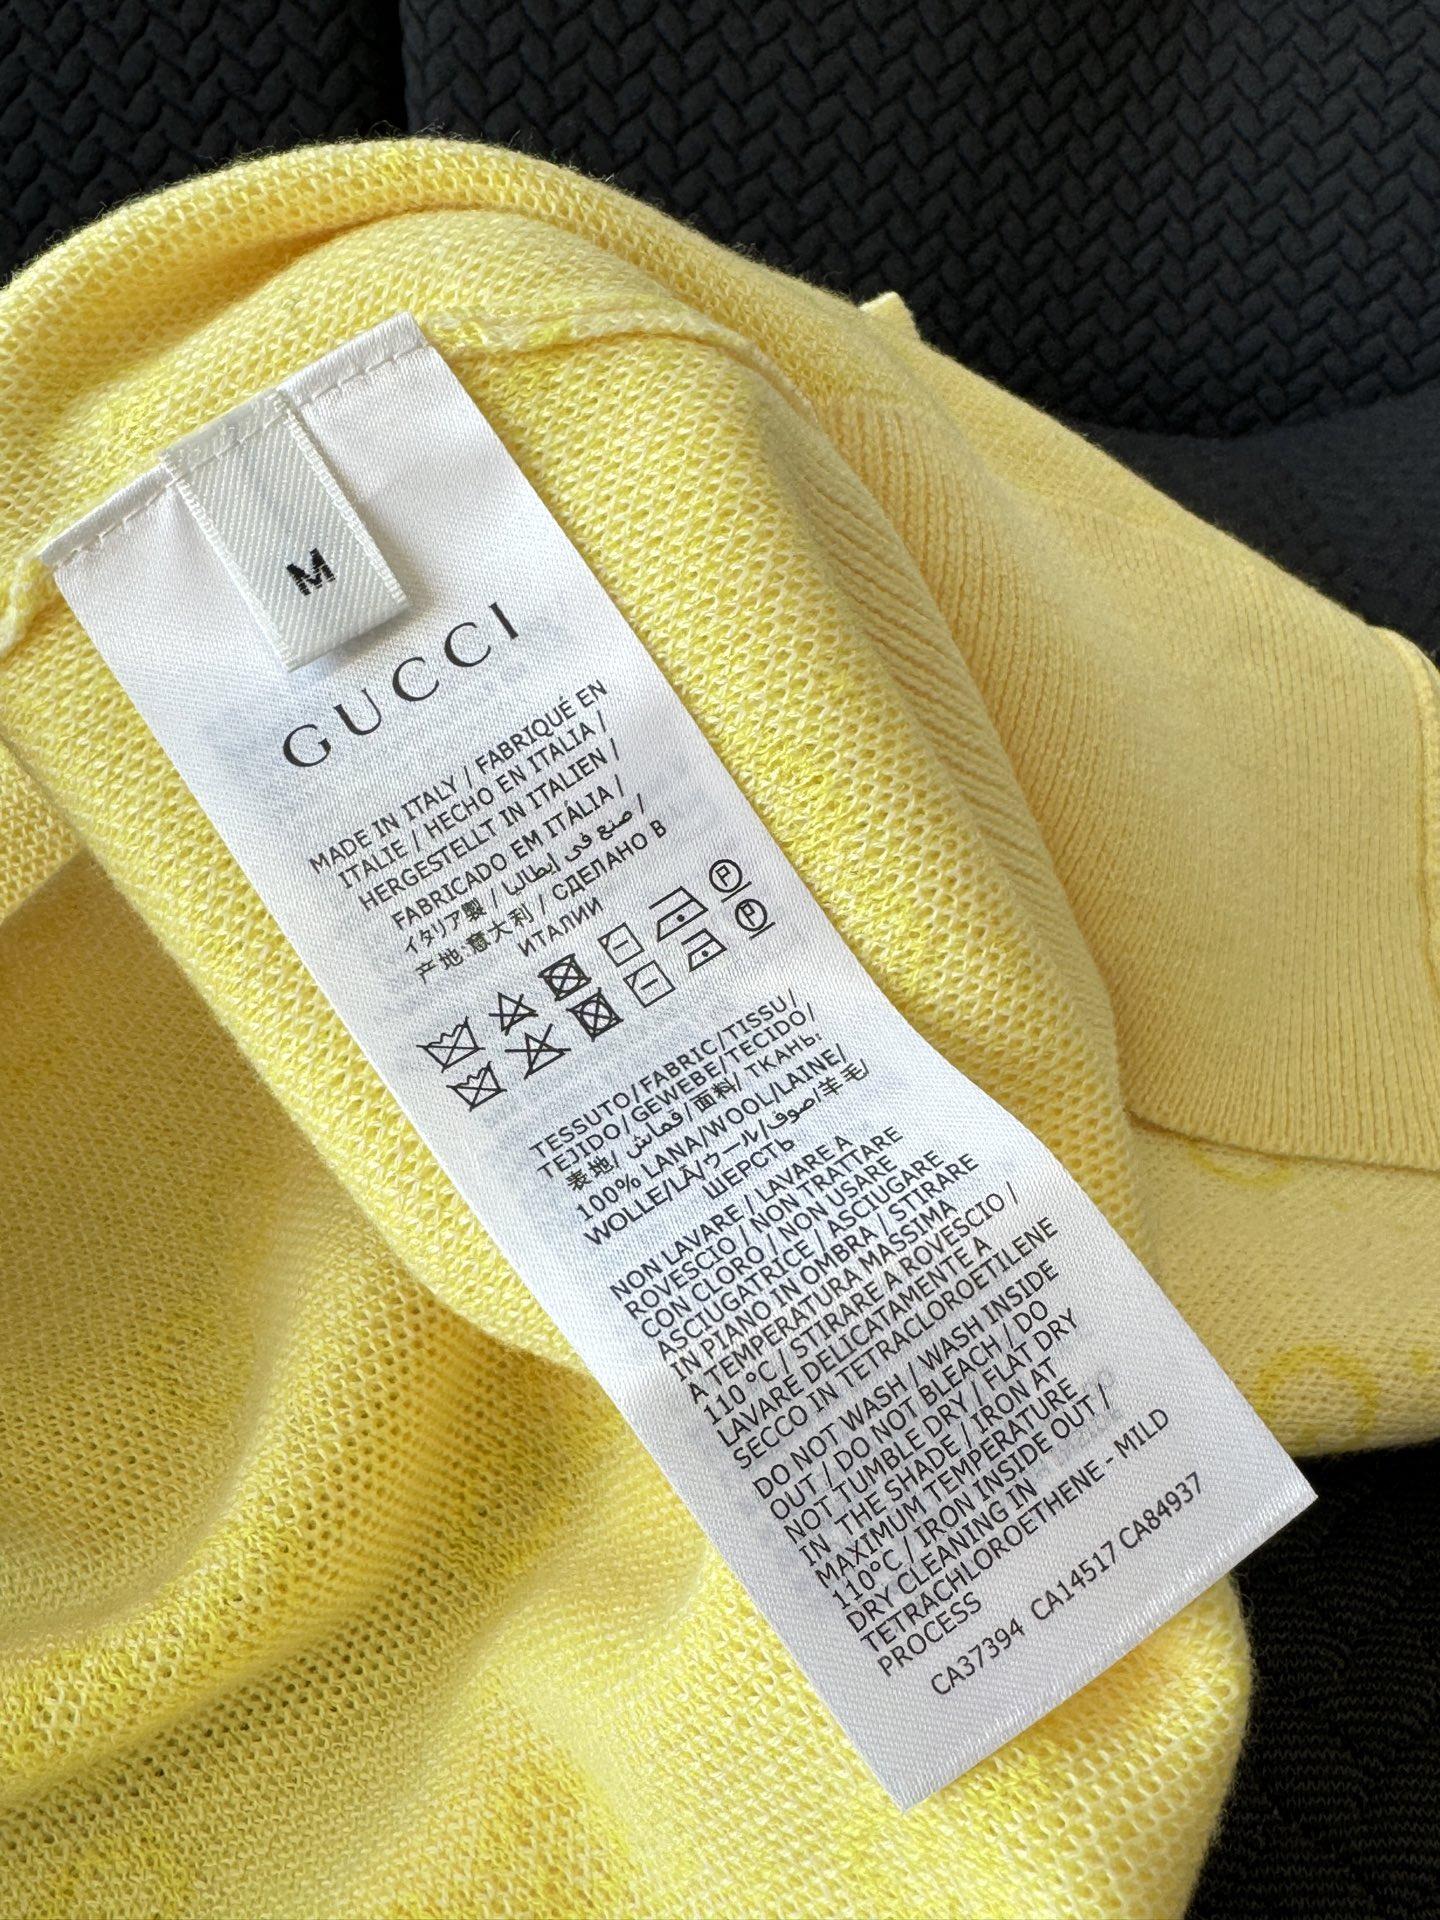 M
GUCCI
MADE IN ITALY / FABRIQUÉ EN
ITALIE / HECHO EN ITALIA /
HERGESTELLT IN ITALIEN /
FABRICADO EM ITÁLIA /
イタリア製 / صنع في إيطاليا /
产地:意大利 / СДЕЛАНО В
ИТАЛИИ
TESSUTO/FABRIC/TISSU/
TEJIDO/GEWEBE/TECIDO/
表地/ قماش/面料/ ТКАНЬ:
100% LANA/WOOL/LAINE/
WOLLE/LÃ/ウール/صوف/羊毛/
ШЕРСТЬ
NON LAVARE / LAVARE A
ROVESCIO / NON TRATTARE
CON CLORO / NON USARE
ASCIUGATRICE / ASCIUGARE
IN PIANO IN OMBRA / STIRARE
A TEMPERATURA MASSIMA
110 °C / STIRARE A ROVESCIO /
LAVARE DELICATAMENTE A
SECCO IN TETRACLOROETILENE
DO NOT WASH / WASH INSIDE
OUT / DO NOT BLEACH / DO
NOT TUMBLE DRY / FLAT DRY
IN THE SHADE / IRON AT
MAXIMUM TEMPERATURE
110°C / IRON INSIDE OUT /
DRY CLEANING IN
TETRACHLOROETHENE - MILD
PROCESS
CA37394 CA14517 CA84937